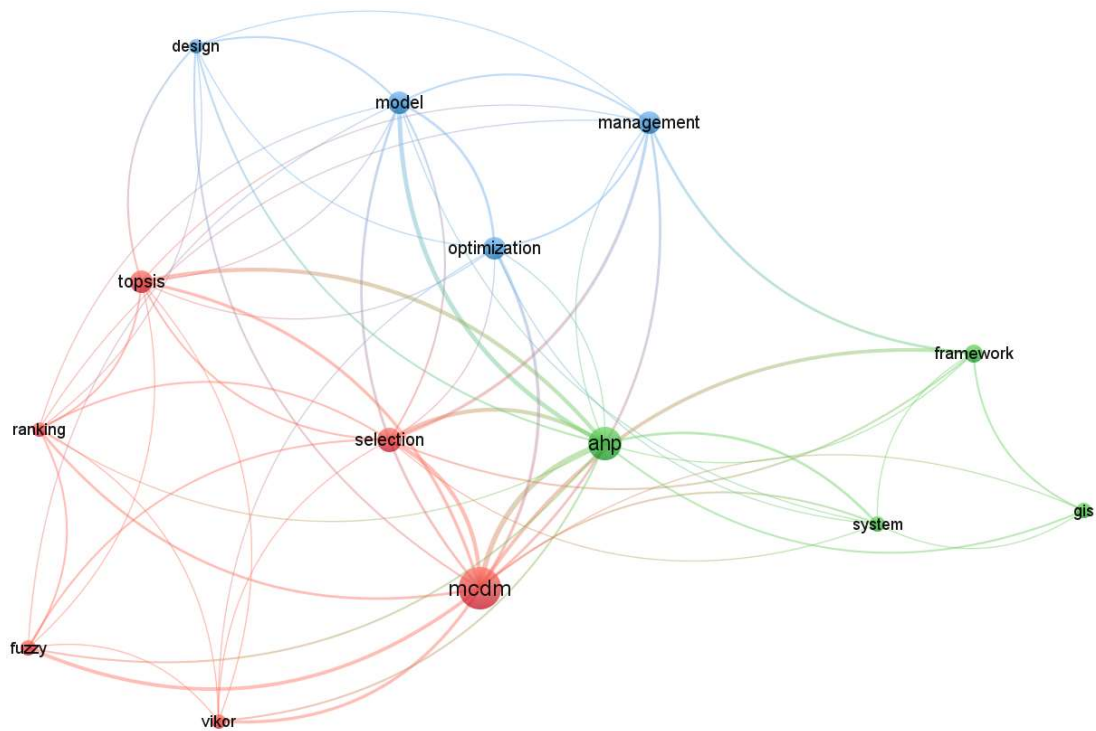 design
model
management
optimization
topsis
framework
ranking
selection
ahp
system
gis
mcdm
fuzzy
vikor